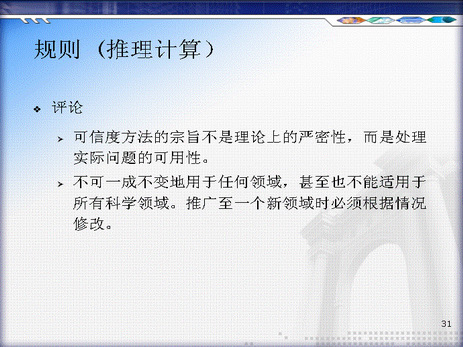 规则 (推理计算)
❖ 评论
➢ 可信度方法的宗旨不是理论上的严密性，而是处理
实际问题的可用性。
➢ 不可一成不变地用于任何领域，甚至也不能适用于
所有科学领域。推广至一个新领域时必须根据情况
修改。
31